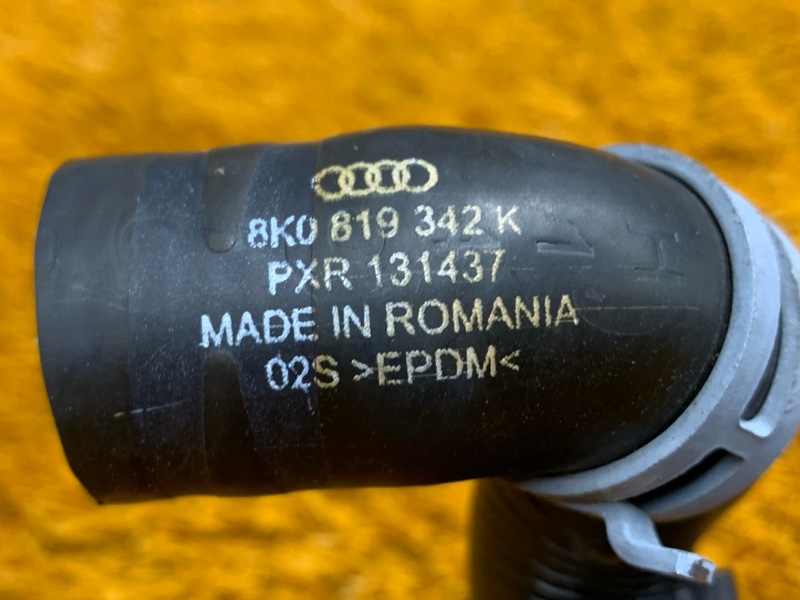 8K0 819 342 K
PXR 131437
MADE IN ROMANIA
02S >EPDM<